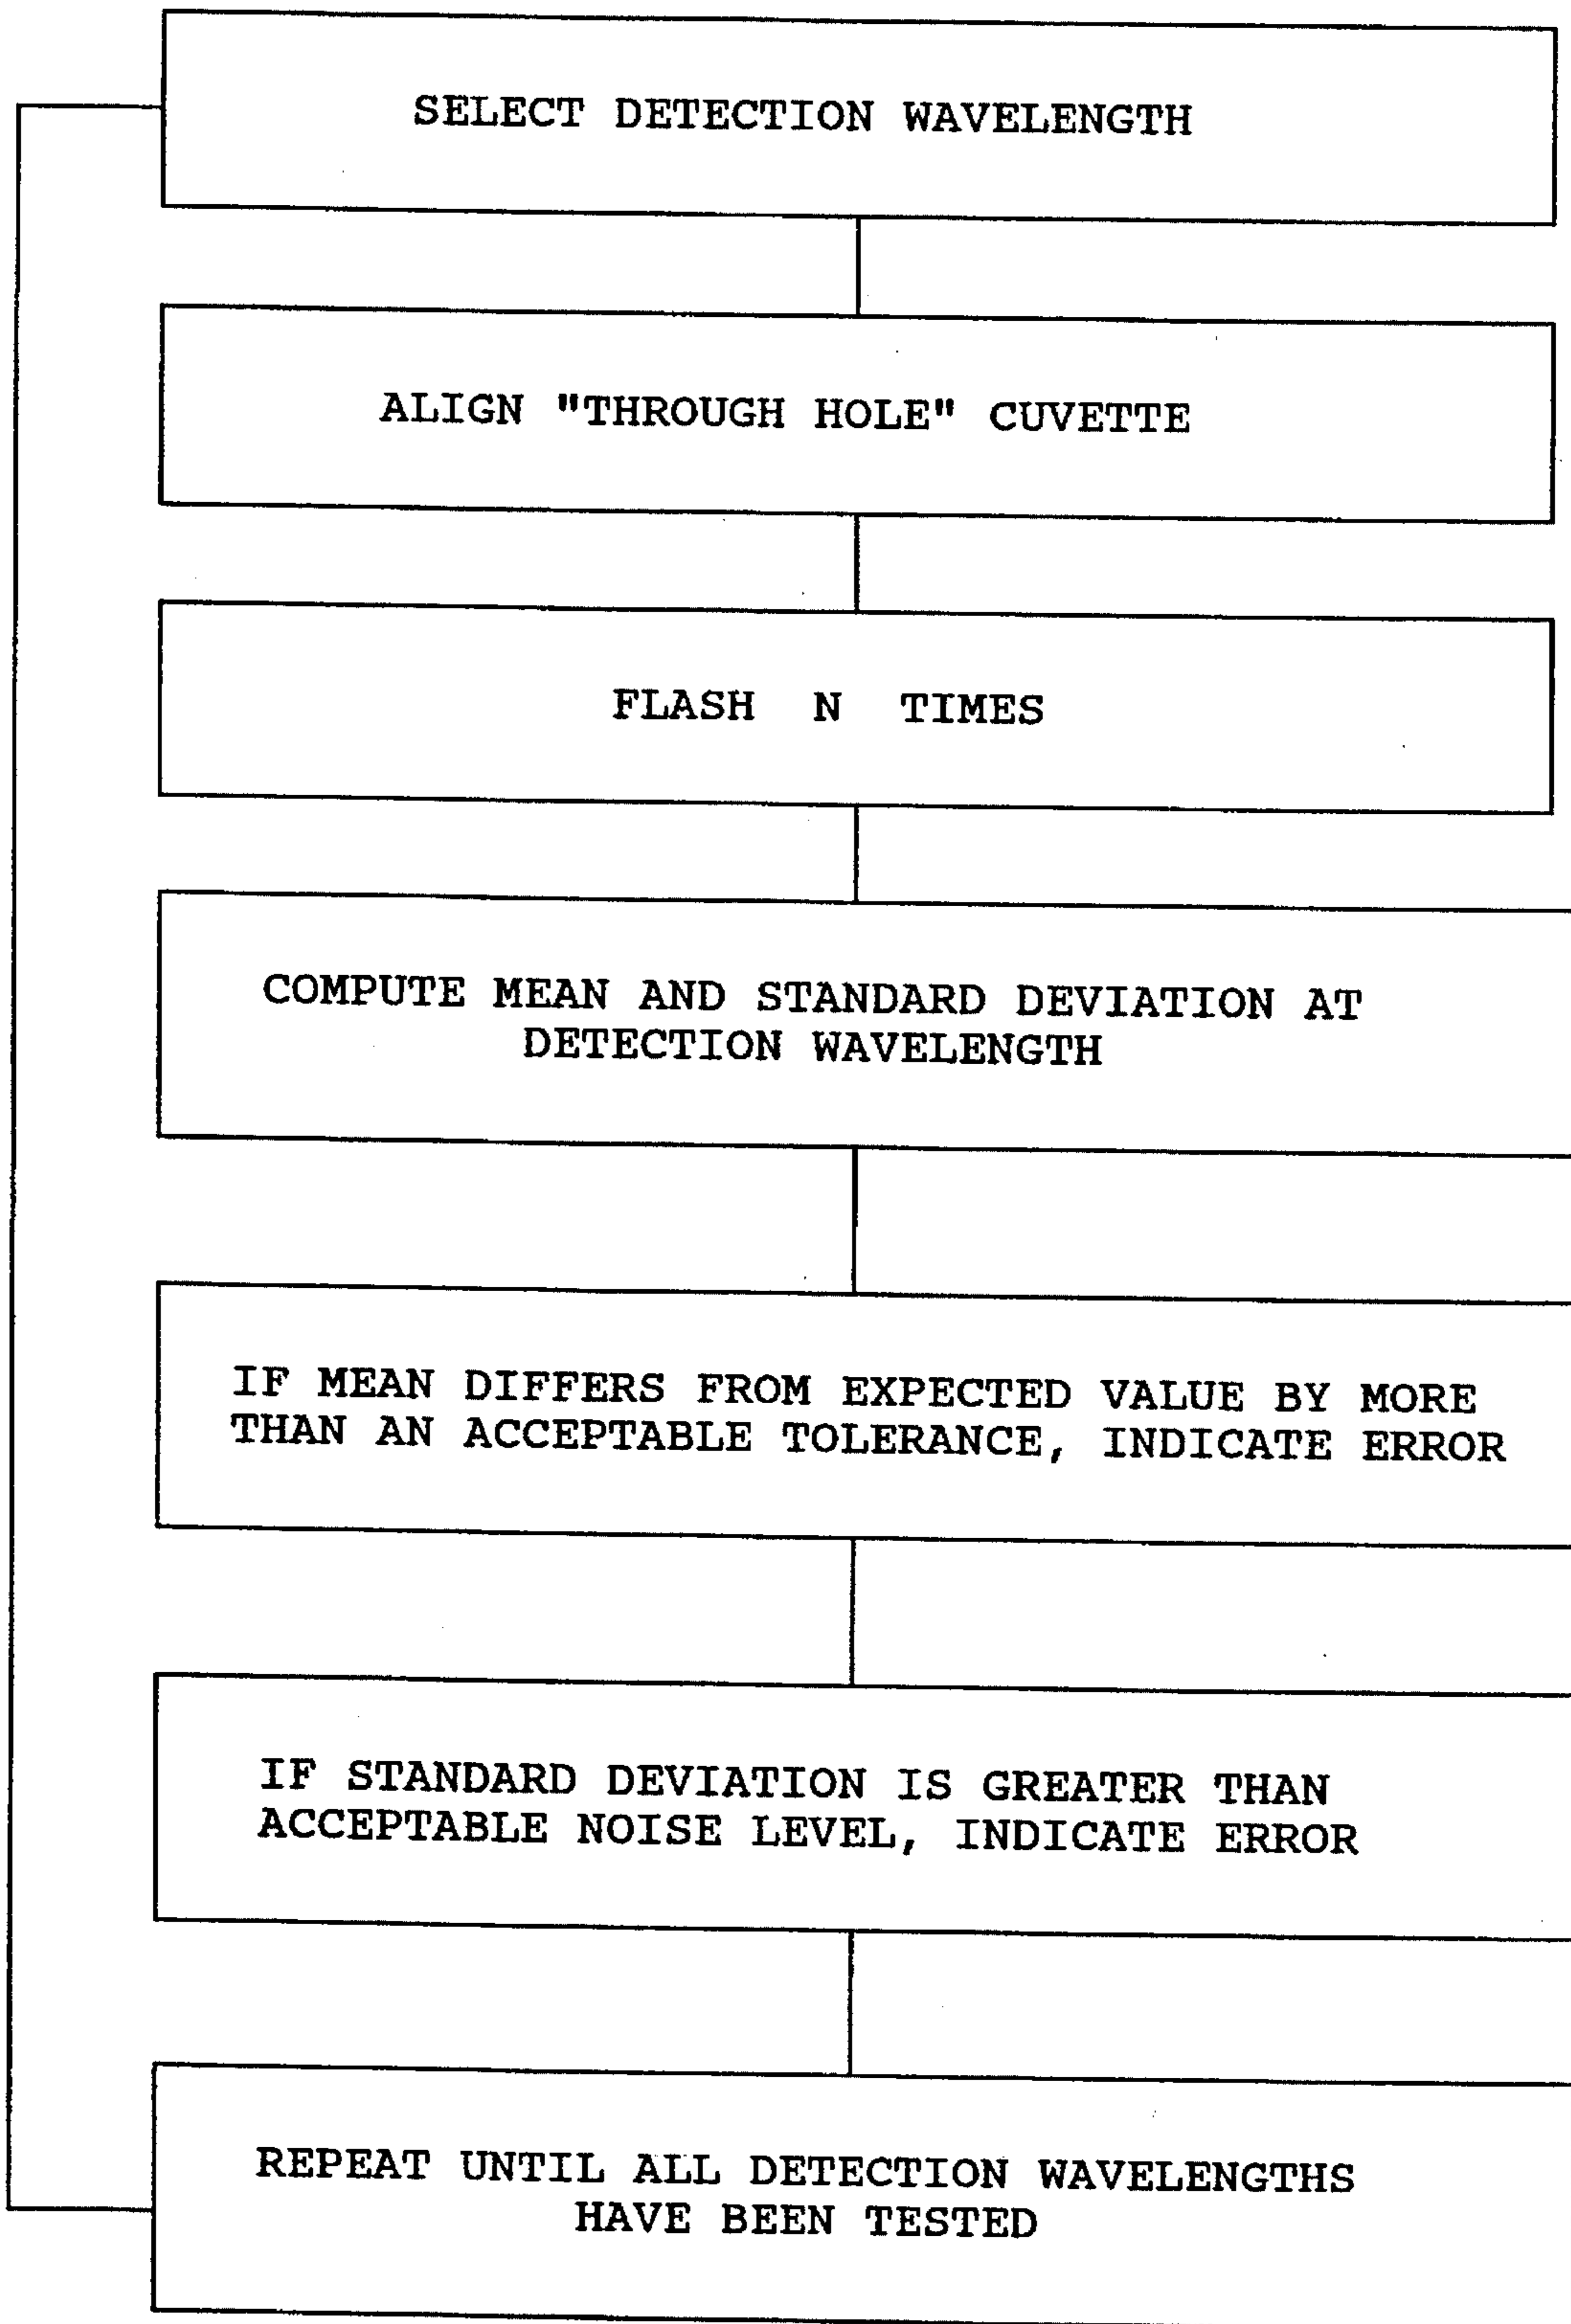 SELECT DETECTION WAVELENGTH
ALIGN "THROUGH HOLE" CUVETTE
FLASH N TIMES
COMPUTE MEAN AND STANDARD DEVIATION AT
DETECTION WAVELENGTH
IF MEAN DIFFERS FROM EXPECTED VALUE BY MORE
THAN AN ACCEPTABLE TOLERANCE, INDICATE ERROR
IF STANDARD DEVIATION IS GREATER THAN
ACCEPTABLE NOISE LEVEL, INDICATE ERROR
REPEAT UNTIL ALL DETECTION WAVELENGTHS
HAVE BEEN TESTED